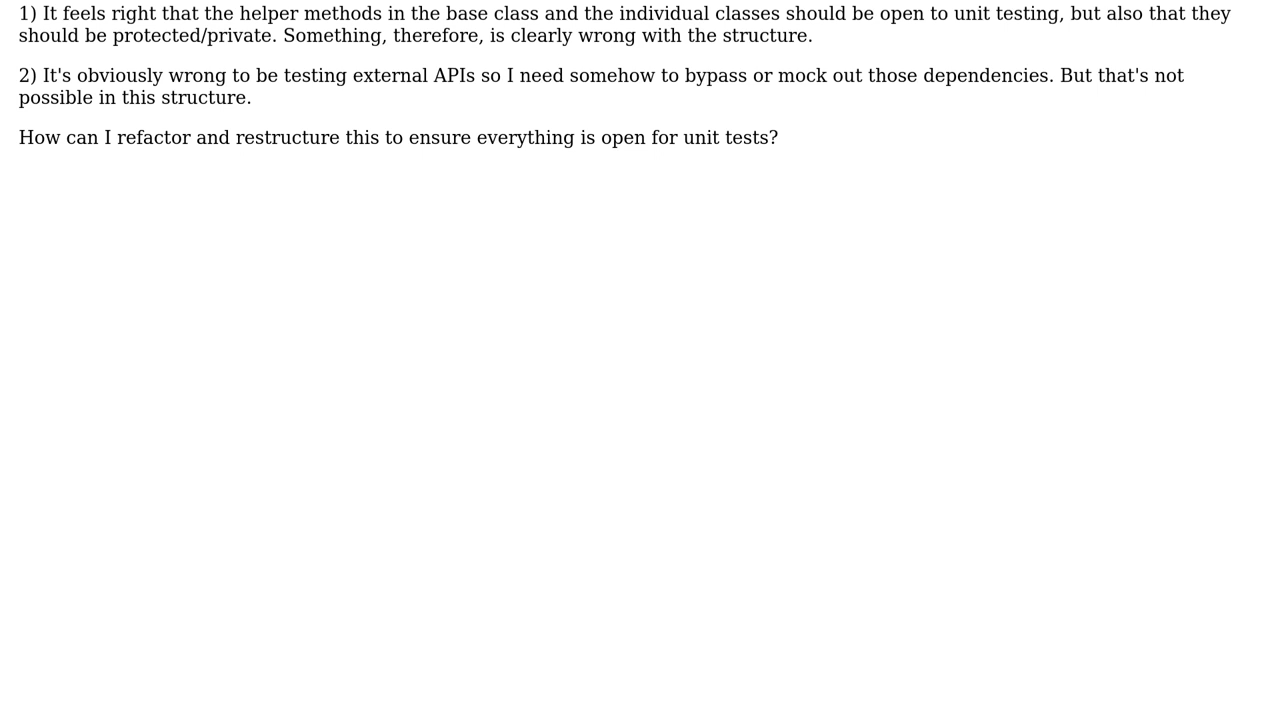 1) It feels right that the helper methods in the base class and the individual classes should be open to unit testing, but also that they
should be protected/private. Something, therefore, is clearly wrong with the structure.
2) It's obviously wrong to be testing external APIs so I need somehow to bypass or mock out those dependencies. But that's not
possible in this structure.
How can I refactor and restructure this to ensure everything is open for unit tests?